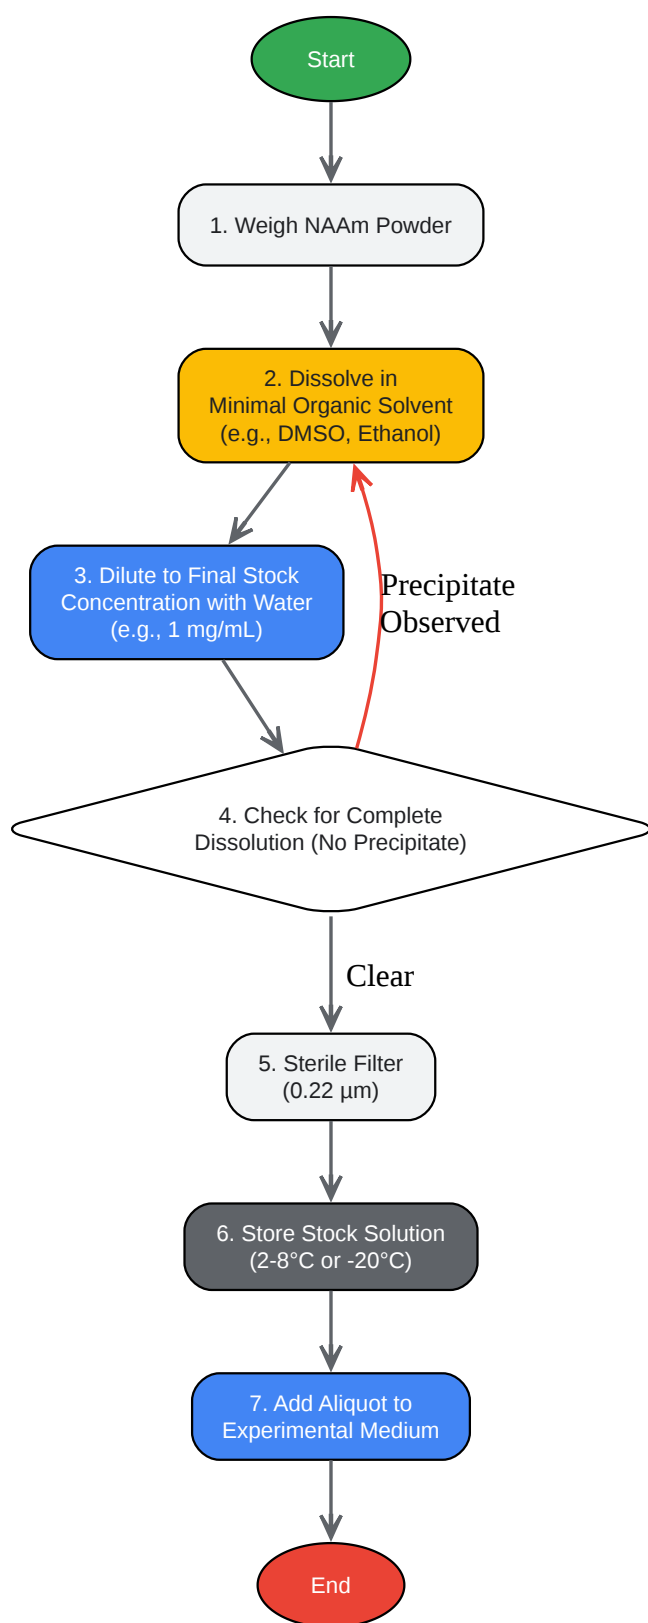 Start
1. Weigh NAAm Powder
2. Dissolve in
Minimal Organic Solvent
(e.g., DMSO, Ethanol)
3. Dilute to Final Stock
Concentration with Water
(e.g., 1 mg/mL)
Precipitate
Observed
4. Check for Complete
Dissolution (No Precipitate)
Clear
5. Sterile Filter
(0.22 µm)
6. Store Stock Solution
(2-8°C or -20°C)
7. Add Aliquot to
Experimental Medium
End